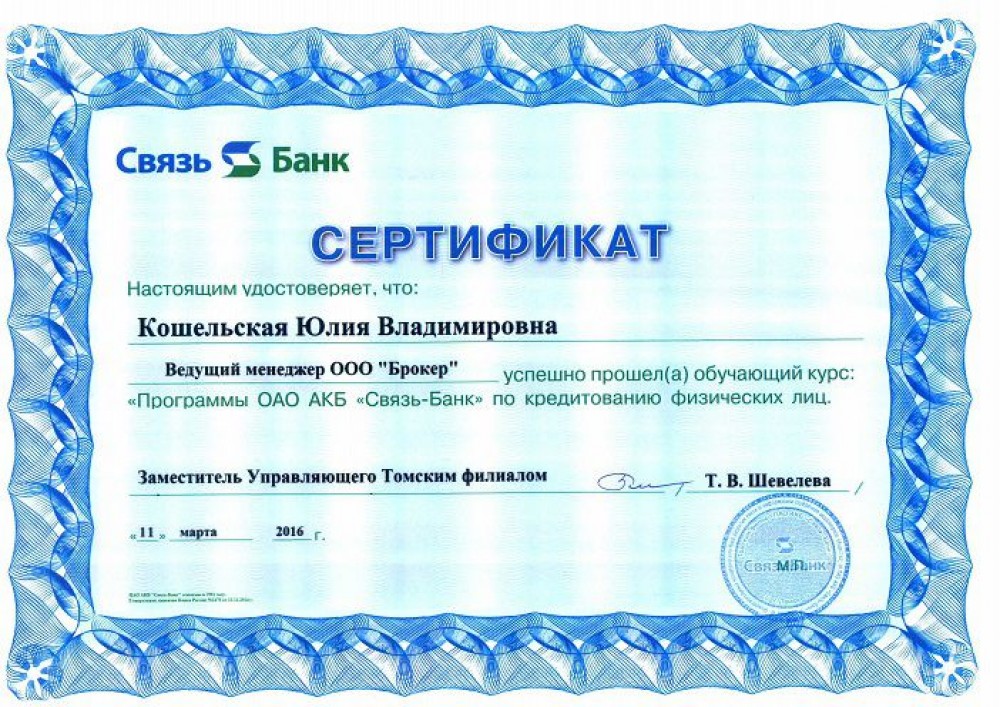 Связь Банк
СЕРТИФИКАТ
Настоящим удостоверяет, что:
Кошельская Юлия Владимировна
Ведущий менеджер ООО "Брокер" успешно прошел(а) обучающий курс:
«Программы ОАО АКБ «Связь-Банк» по кредитованию физических лиц.
Заместитель Управляющего Томским филиалом Т. В. Шевелева
«11» марта 2016 г.
Связь Банк
М.П.